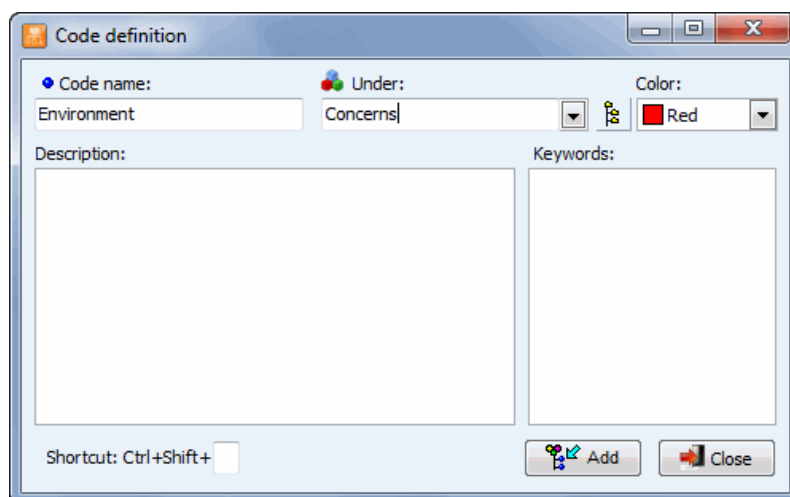 Code definition
Code name: Under: Color:
Environment Concerns Red
Description: Keywords:
Shortcut: Ctrl+Shift+ Add Close